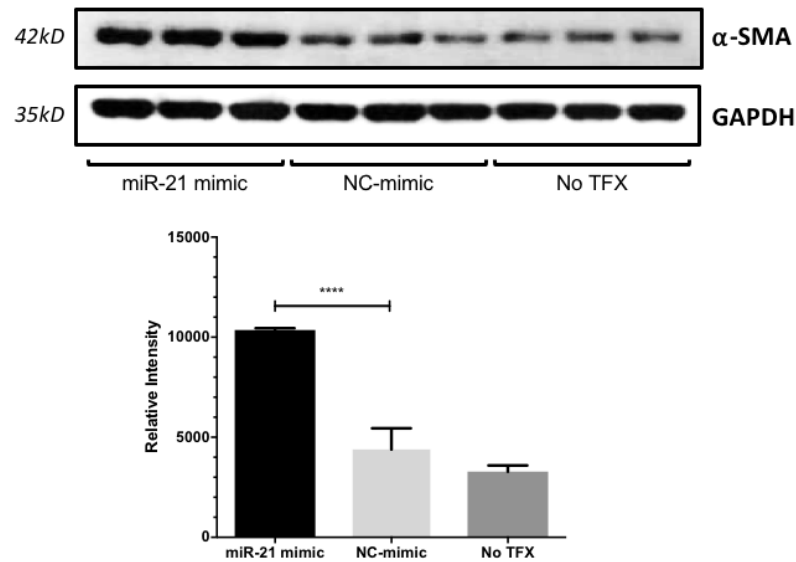 42kD α-SMA
35kD GAPDH
miR-21 mimic NC-mimic No TFX
15000
****
10000
Relative Intensity
5000
0
miR-21 mimic NC-mimic No TFX